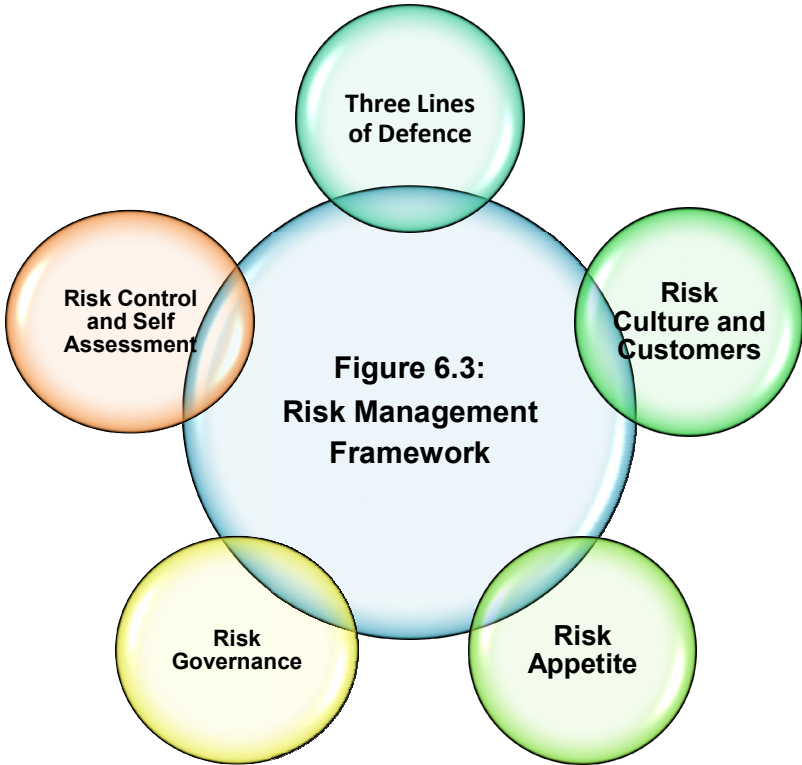 Three Lines
of Defence
Risk
Culture and
Customers
Risk Control
and Self
Assessment
Figure 6.3:
Risk Management
Framework
Risk
Governance
Risk
Appetite